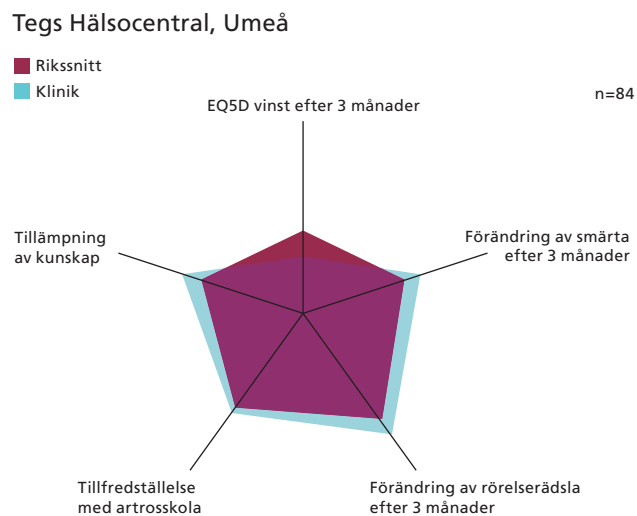 Tegs Hälsocentral, Umeå
Rikssnitt
Klinik
n=84
EQ5D vinst efter 3 månader
Tillämpning
av kunskap
Förändring av smärta
efter 3 månader
Tillfredställelse
med artrosskola
Förändring av rörelserädsla
efter 3 månader